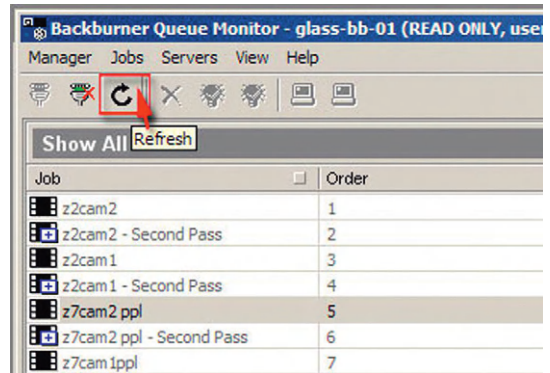 Backburner Queue Monitor - glass-bb-01 (READ ONLY, user
Manager Jobs Servers View Help
Refresh
Show All
Job Order
z2cam2 1
z2cam2 - Second Pass 2
z2cam1 3
z2cam1 - Second Pass 4
z7cam2 ppl 5
z7cam2 ppl - Second Pass 6
z7cam1ppl 7